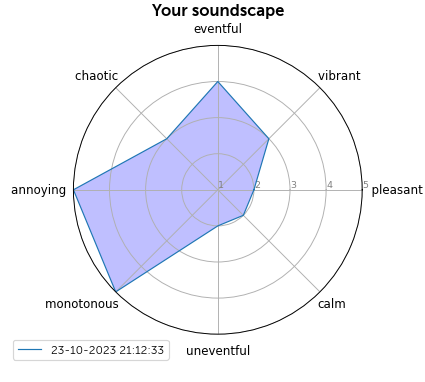 Your soundscape
eventful
chaotic
vibrant
annoying
1 2 3 4 5
pleasant
monotonous
calm
uneventful
23-10-2023 21:12:33